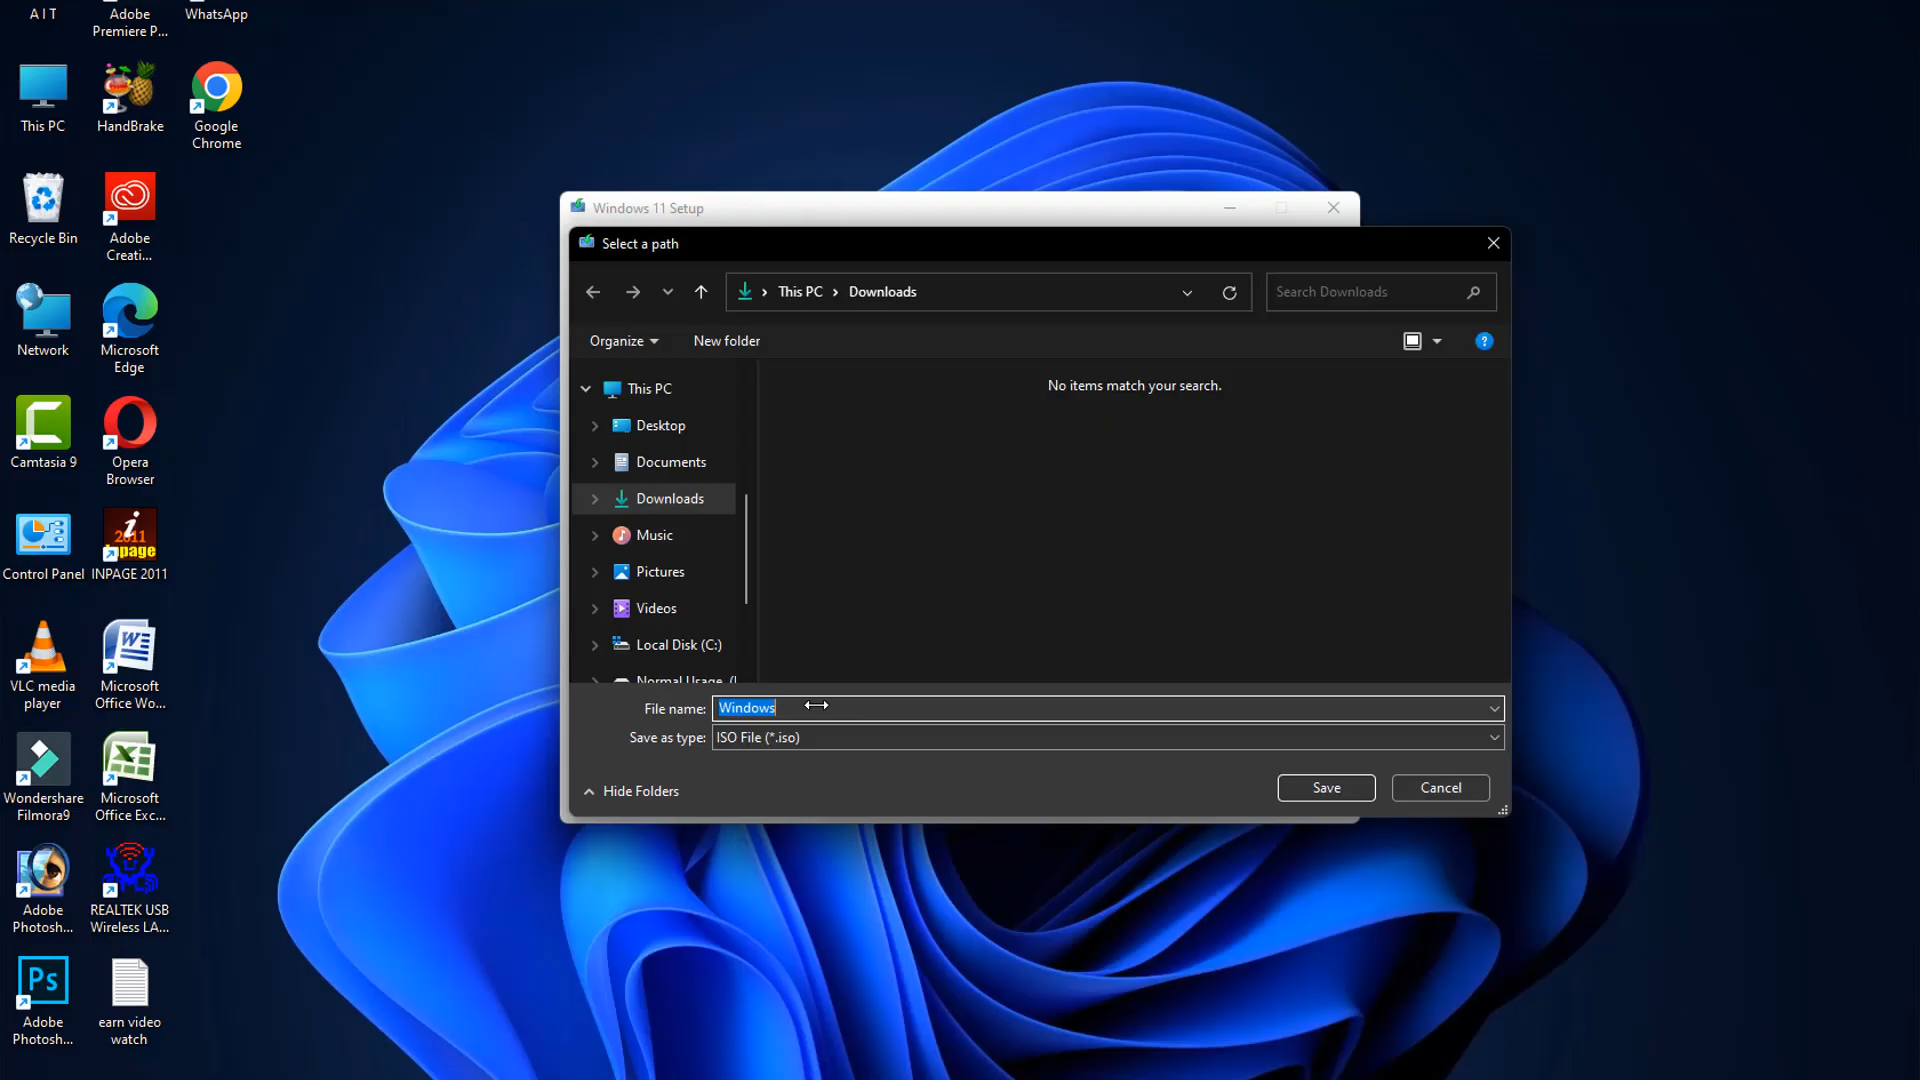 A I T
Adobe
Premiere P...
WhatsApp
This PC
HandBrake
Google
Chrome
Recycle Bin
Adobe
Creati...
Network
Microsoft
Edge
Camtasia 9
Opera
Browser
Control Panel
2011
inpage
INPAGE 2011
VLC media
player
Microsoft
Office Wo...
Wondershare
Filmora9
Microsoft
Office Exc...
Adobe
Photosh...
REALTEK USB
Wireless LA...
Ps
Adobe
Photosh...
earn video
watch
Windows 11 Setup
Select a path
This PC
Downloads
Search Downloads
Organize
New folder
?
This PC
Desktop
Documents
Downloads
Music
Pictures
Videos
Local Disk (C:)
Normal Usage
No items match your search.
File name: Windows
Save as type: ISO File (*.iso)
Hide Folders
Save
Cancel